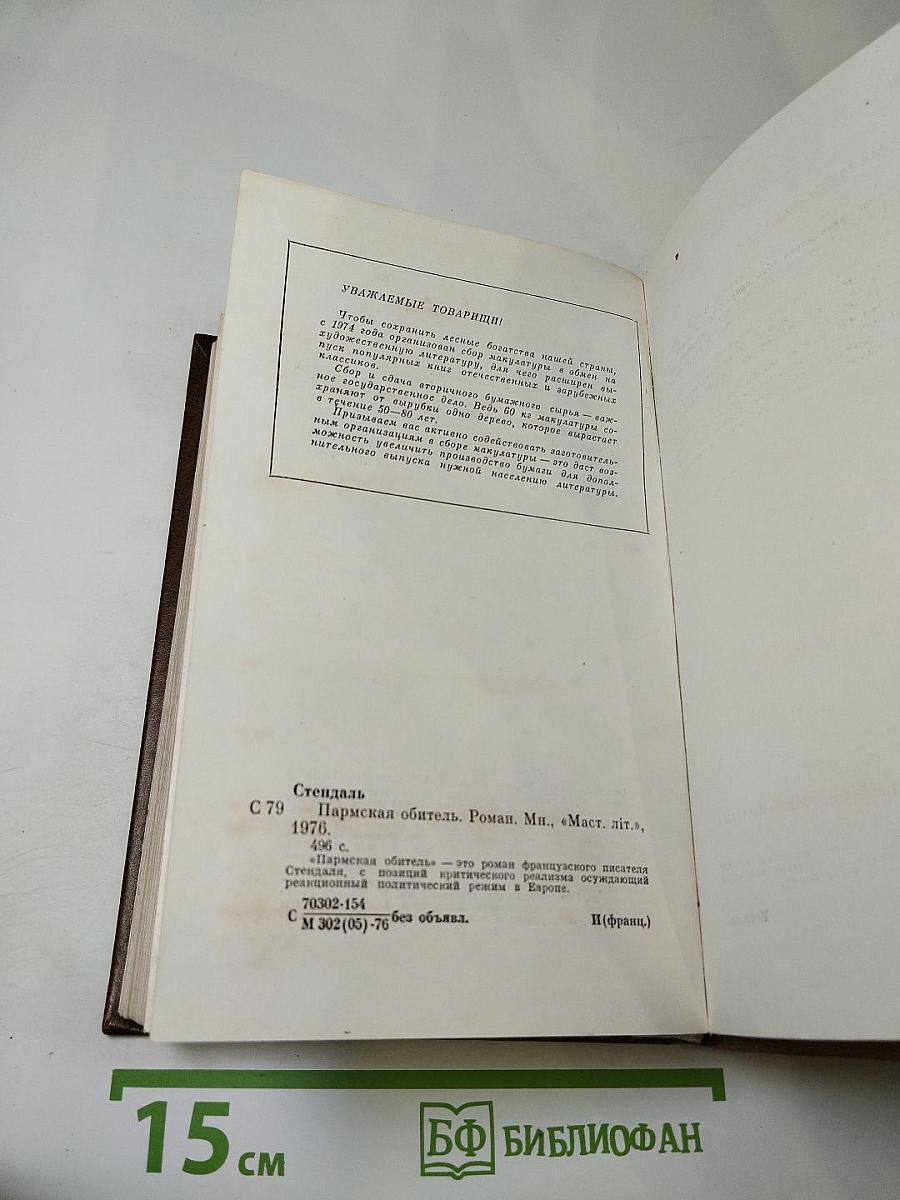 УВАЖАЕМЫЕ ТОВАРИЩИ!
Чтобы сохранить лесные богатства нашей страны,
с 1974 года организован сбор макулатуры в обмен на
художественную литературу, для чего расширен вы-
пуск популярных книг отечественных и зарубежных
классиков.
Сбор и сдача вторичного бумажного сырья — важ-
ное государственное дело. Ведь 60 кг макулатуры со-
храняют от вырубки одно дерево, которое вырастает
в течение 50—80 лет.
Призываем вас активно содействовать заготовитель-
ным организациям в сборе макулатуры — это даст воз-
можность увеличить производство бумаги для допол-
нительного выпуска нужной населению литературы.
Стендаль
С 79 Пармская обитель. Роман. Мн., «Маст. літ.»,
1976.
496 с.
«Пармская обитель» — это роман французского писателя
Стендаля, с позиций критического реализма осуждающий
реакционный политический режим в Европе.
70302-154
С М 302(05)-76 без объявл. И(франц.)
15 см
БФ БИБЛИОФАН